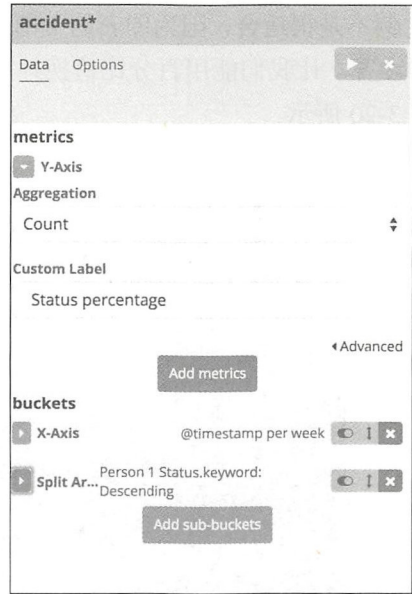 accident*
Data Options
metrics
Y-Axis
Aggregation
Count
Custom Label
Status percentage
Advanced
Add metrics
buckets
X-Axis @timestamp per week
Split Ar... Person 1 Status.keyword:
Descending
Add sub-buckets